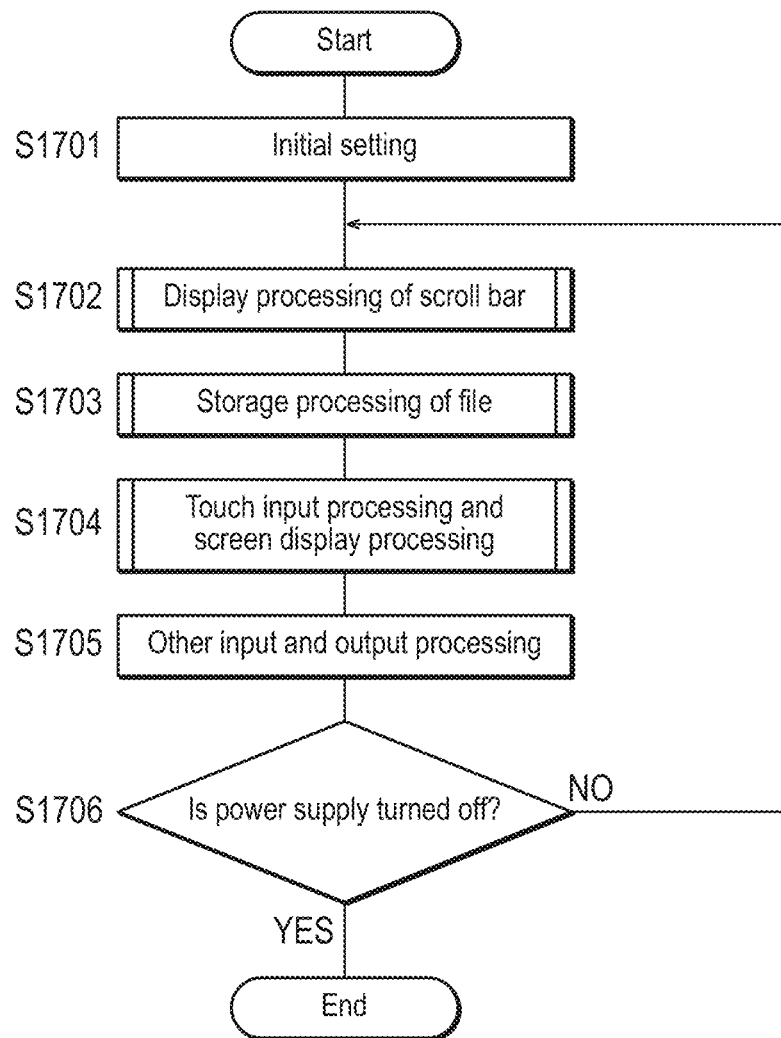 Start
S1701
Initial setting
S1702
Display processing of scroll bar
S1703
Storage processing of file
S1704
Touch input processing and
screen display processing
S1705
Other input and output processing
S1706
Is power supply turned off?
NO
YES
End